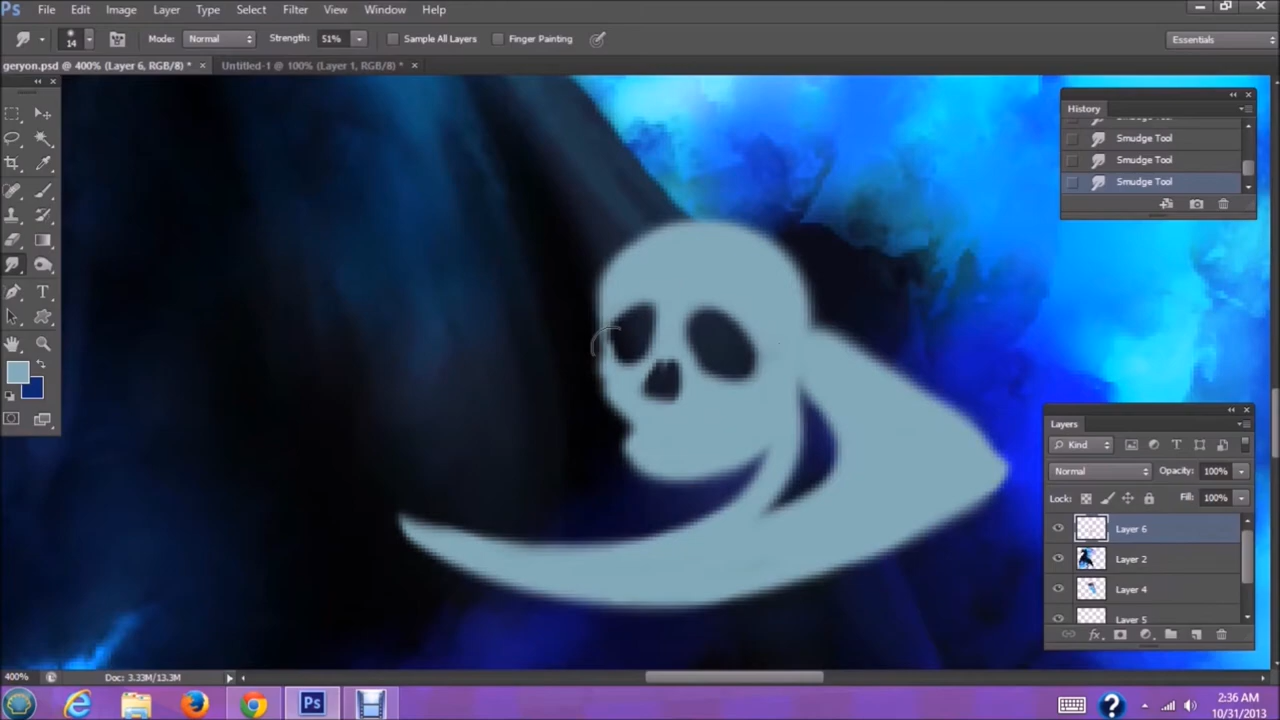 Ps File Edit Image Layer Type Select Filter View Window Help
14 Mode: Normal Strength: 51% Sample All Layers Finger Painting Essentials
geryon.psd @ 400% (Layer 6, RGB/8) * × Untitled-1 @ 100% (Layer 1, RGB/8) * ×
History
Smudge Tool
Smudge Tool
Smudge Tool
T
Layers
Kind T
Normal Opacity: 100%
Lock: Fill: 100%
Layer 6
Layer 2
Layer 4
Layer 5
fx
400% Doc: 3.33M/13.3M
Ps ? 2:36 AM
10/31/2013